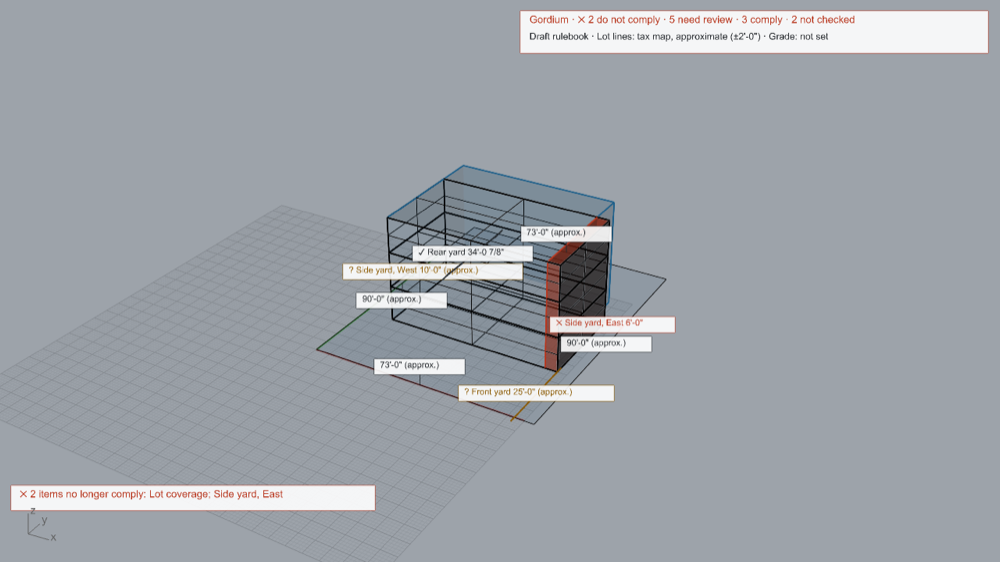 Gordium · ✕ 2 do not comply · 5 need review · 3 comply · 2 not checked
Draft rulebook · Lot lines: tax map, approximate (±2'-0") · Grade: not set
73'-0" (approx.)
✓ Rear yard 34'-0 7/8"
? Side yard, West 10'-0" (approx.)
90'-0" (approx.)
✕ Side yard, East 6'-0"
90'-0" (approx.)
73'-0" (approx.)
? Front yard 25'-0" (approx.)
✕ 2 items no longer comply: Lot coverage; Side yard, East
z
y
x